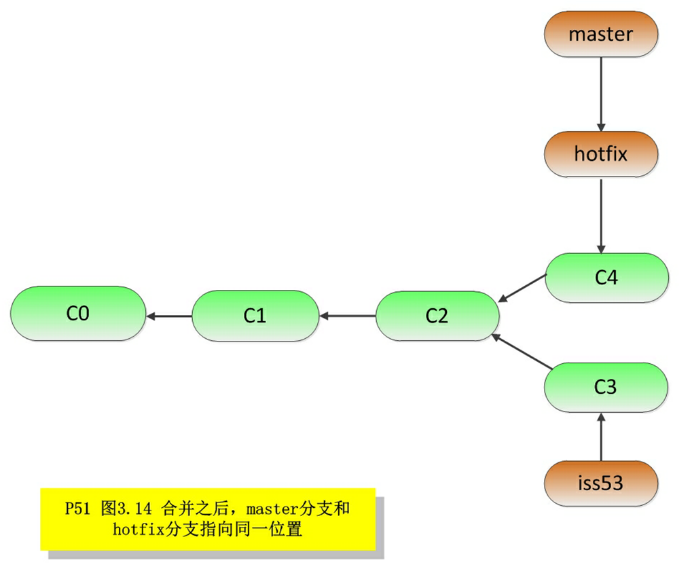 master
hotfix
C4
C0
C1
C2
C3
iss53
P51 图3.14 合并之后，master分支和
hotfix分支指向同一位置